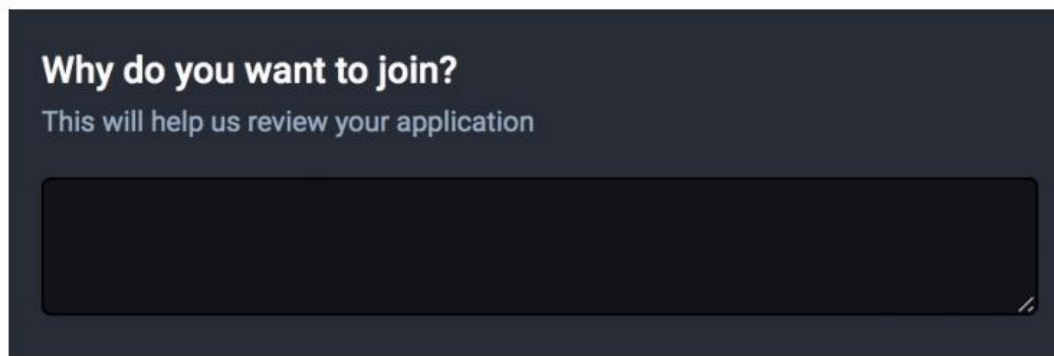 Why do you want to join?
This will help us review your application